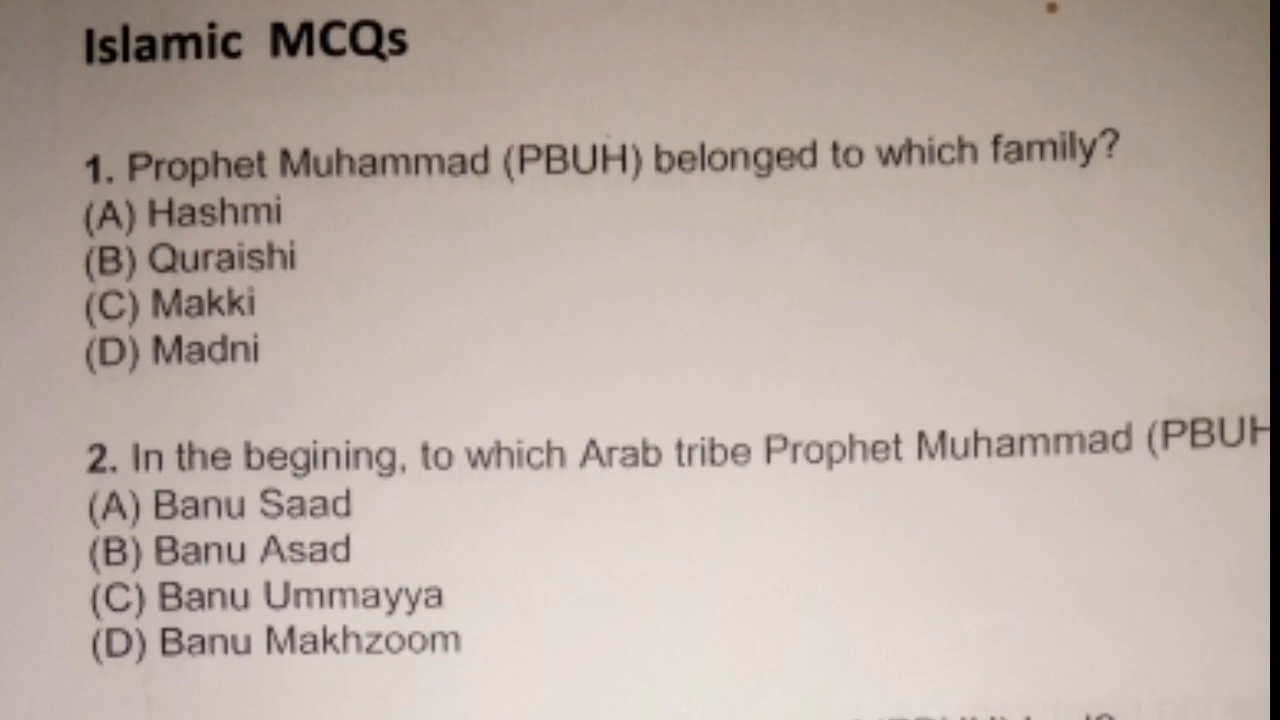 Islamic MCQs
1. Prophet Muhammad (PBUH) belonged to which family?
(A) Hashmi
(B) Quraishi
(C) Makki
(D) Madni
2. In the begining, to which Arab tribe Prophet Muhammad (PBUH
(A) Banu Saad
(B) Banu Asad
(C) Banu Ummayya
(D) Banu Makhzoom